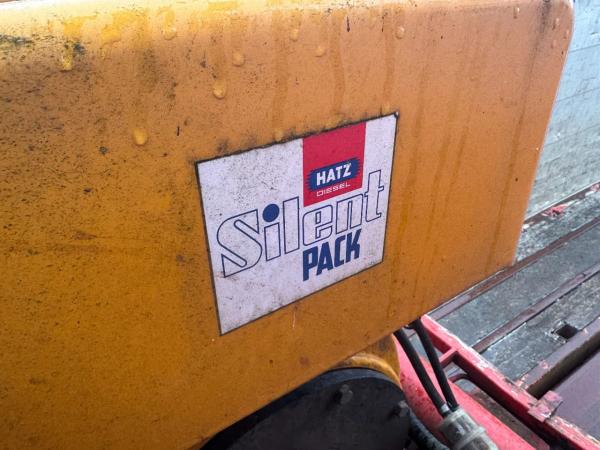 HATZ
DIESEL
Silent
PACK